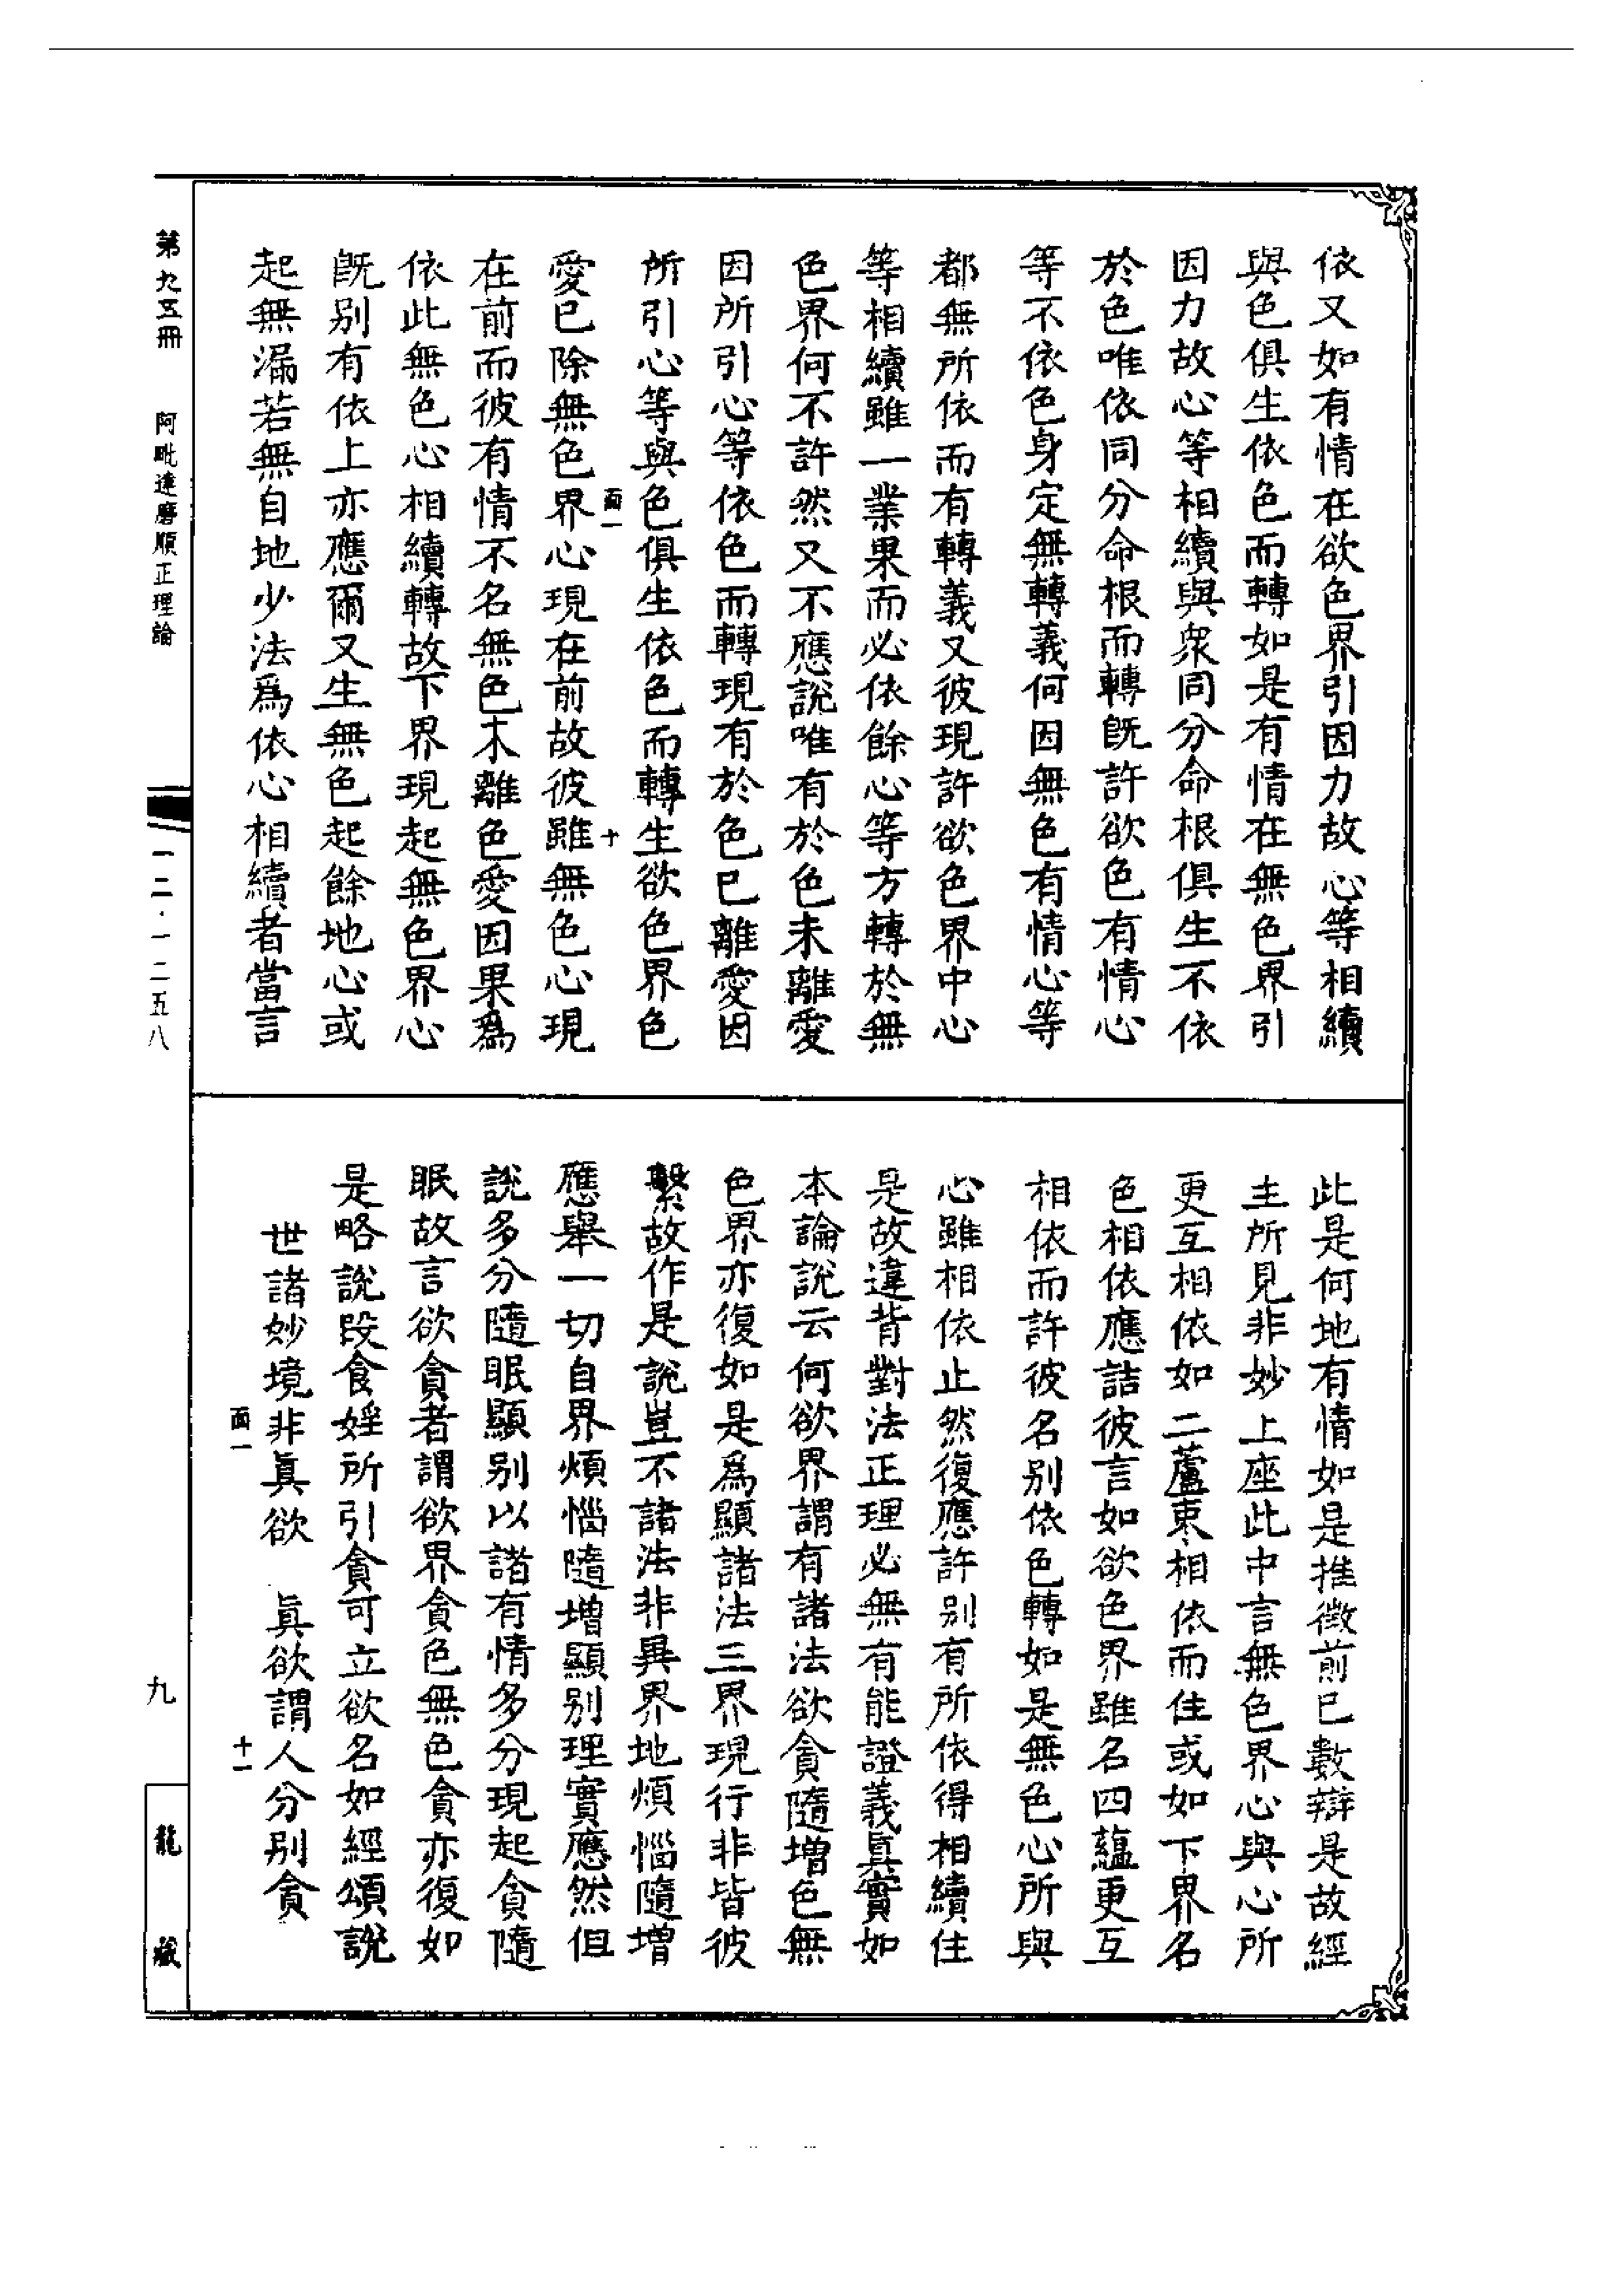 依又如有情在欲色界引因力故心等相續
與色俱生依色而轉如是有情在無色界引
因力故心等相續與衆同分命根俱生不依
於色唯依同分命根而轉旣許欲色有情心
等不依色身定無轉義何因無色有情心等
都無所依而有轉義又彼現許欲色界中心
等相續雖一業果而必依餘心等方轉於無
色界何不許然又不應說唯有於色未離愛
因所引心等依色而轉現有於色已離愛因
所引心等與色俱生依色而轉生欲色界色
面一
十
愛已除無色界心現在前故彼雖無色心現
在前而彼有情不名無色未離色愛因果爲
依此無色心相續轉故下界現起無色界心
旣別有依上亦應爾又生無色起餘地心或
起無漏若無自地少法爲依心相續者當言
此是何地有情如是推徵前已數辯是故經
主所見非妙上座此中言無色界心與心所
更互相依如二蘆束相依而住或如下界名
色相依應詰彼言如欲色界雖名四蘊更互
相依而許彼名別依色轉如是無色心所與
心雖相依止然復應許別有所依得相續住
是故違背對法正理必無有能證義眞實如
本論說云何欲界謂有諸法欲貪隨增色無
色界亦復如是爲顯諸法三界現行非皆彼
繫故作是說豈不諸法非異界地煩惱隨增
應舉一切自界煩惱隨增顯別理實應然但
說多分隨眠顯別以諸有情多分現起貪隨
眠故言欲貪者謂欲界貪色無色貪亦復如
是略說段食婬所引貪可立欲名如經頌說
世諸妙境非眞欲　眞欲謂人分別貪
面一
十一
第九五冊　阿毗達磨順正理論
一二·一二五八
九
龍藏